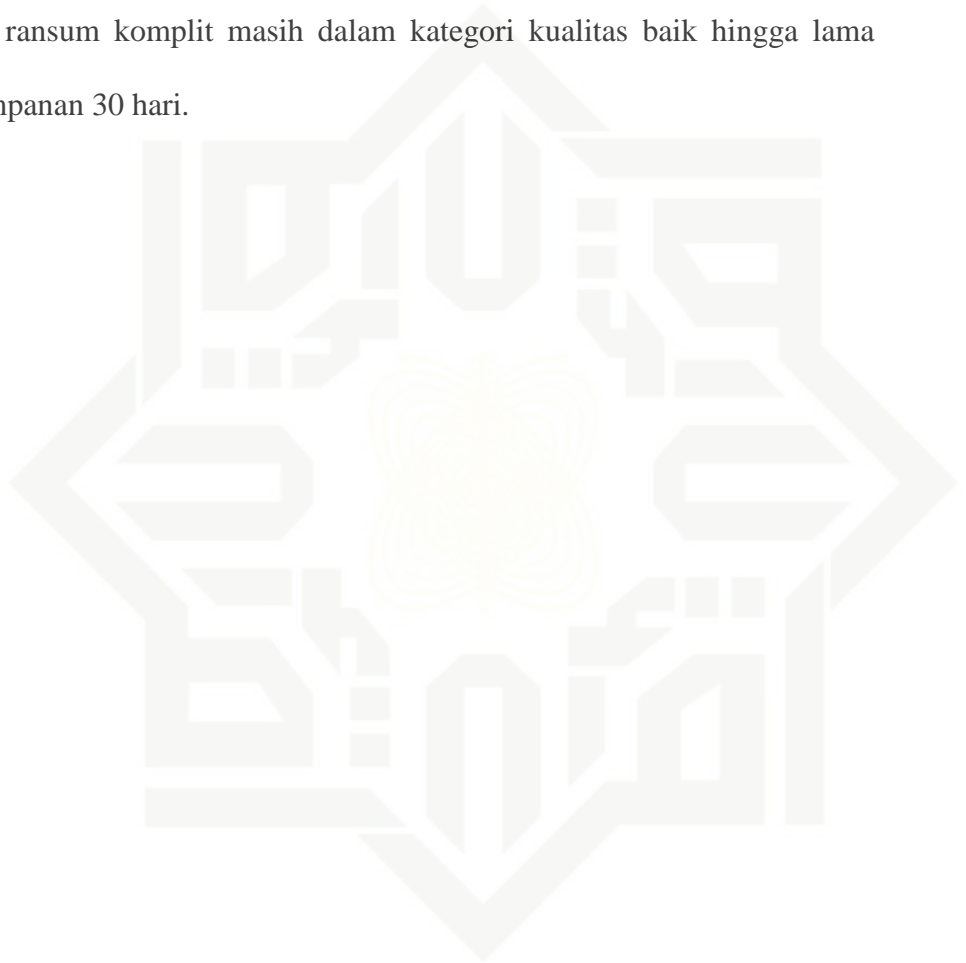 ransum komplit masih dalam kategori kualitas baik hingga lama
npanan 30 hari.